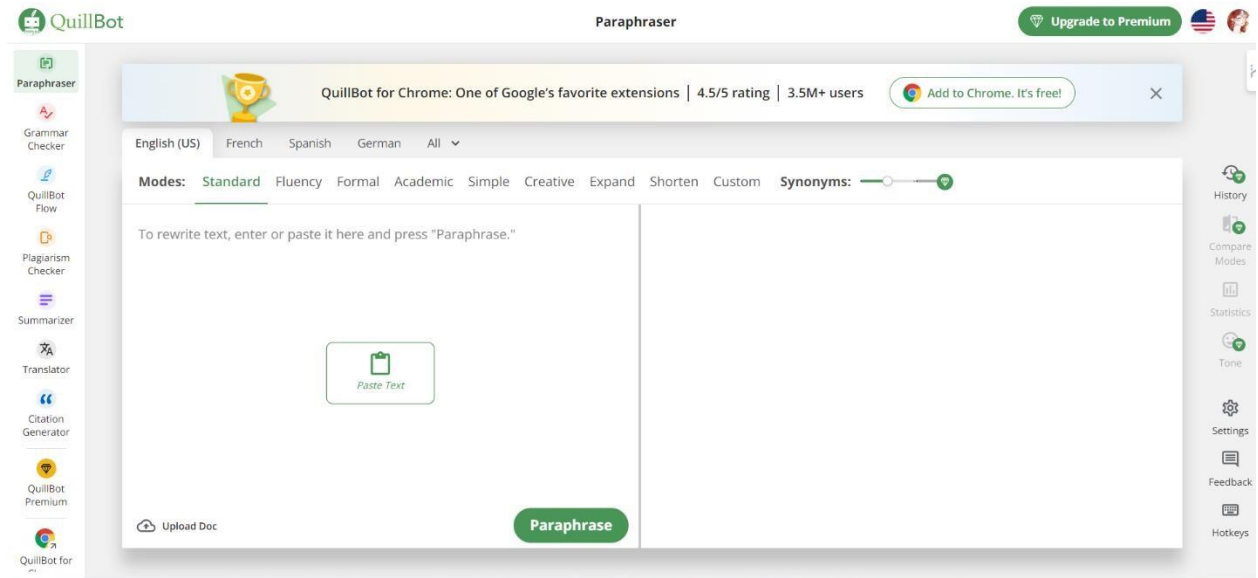 QuillBot
Paraphraser
Upgrade to Premium
Paraphraser
Grammar
Checker
QuillBot
Flow
Plagiarism
Checker
Summarizer
Translator
Citation
Generator
QuillBot
Premium
QuillBot for
QuillBot for Chrome: One of Google's favorite extensions | 4.5/5 rating | 3.5M+ users
Add to Chrome. It's free!
English (US) French Spanish German All
Modes: Standard Fluency Formal Academic Simple Creative Expand Shorten Custom Synonyms:
To rewrite text, enter or paste it here and press "Paraphrase."
Paste Text
Upload Doc
Paraphrase
History
Compare
Modes
Statistics
Tone
Settings
Feedback
Hotkeys